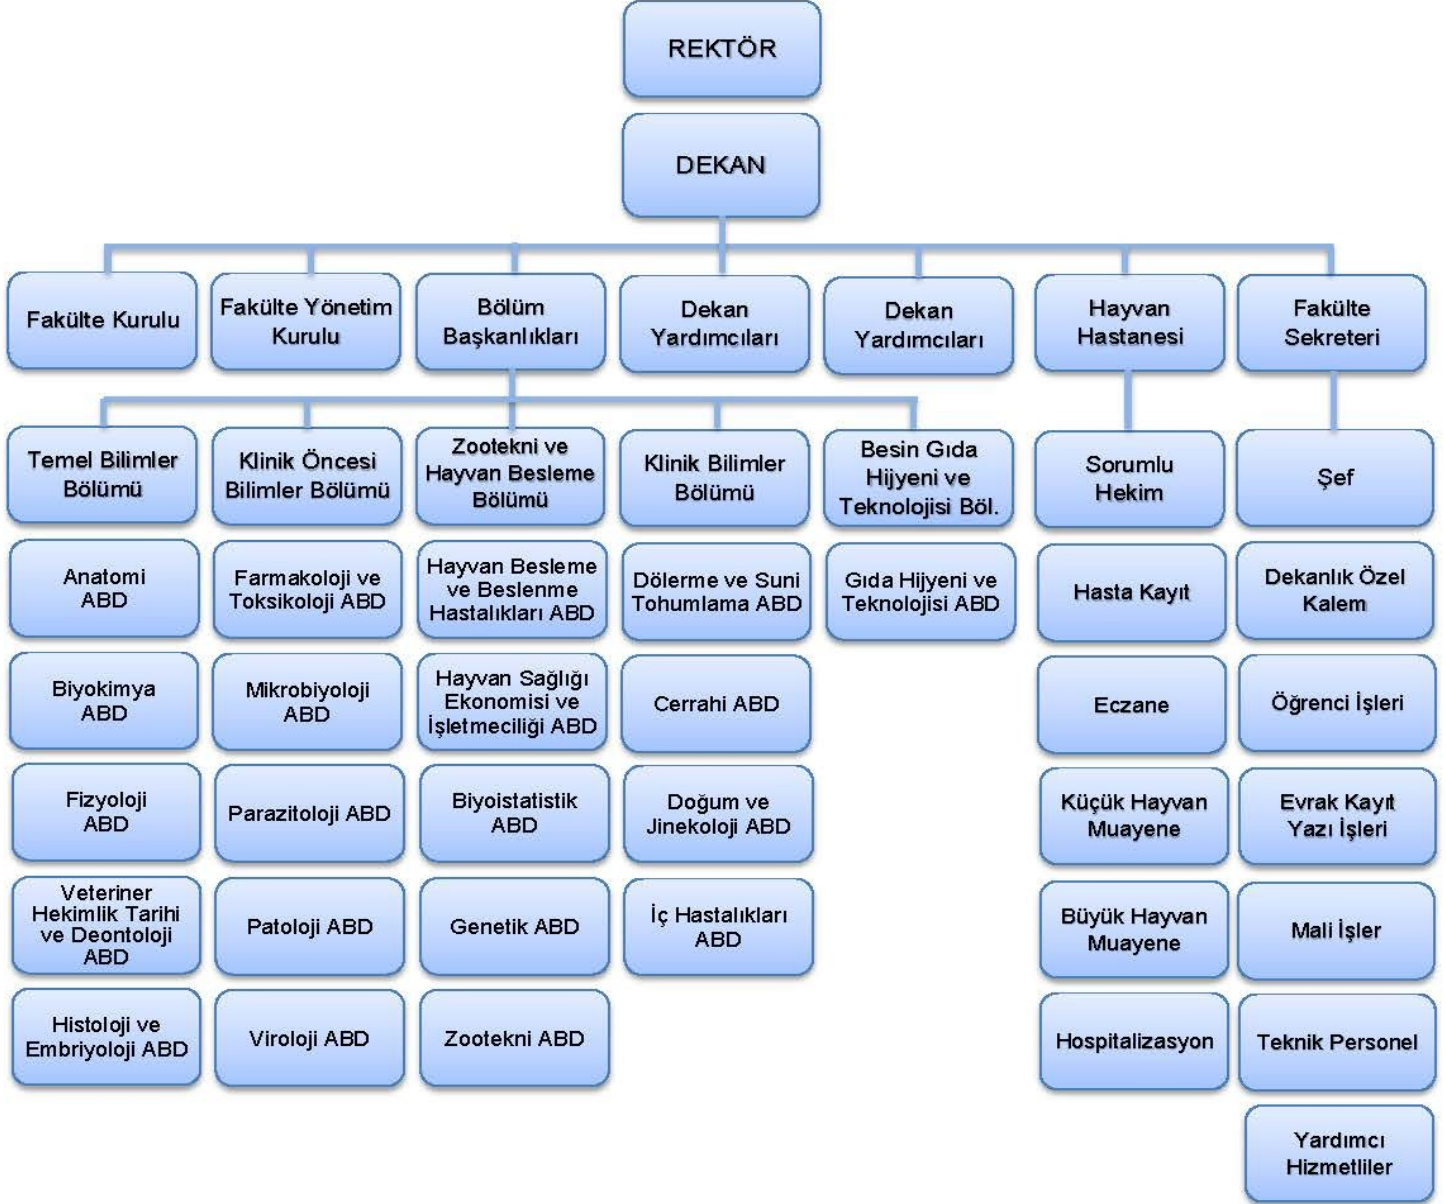 REKTÖR
DEKAN
Fakülte Kurulu
Fakülte Yönetim
Kurulu
Bölüm
Başkanlıkları
Dekan
Yardımcıları
Dekan
Yardımcıları
Hayvan
Hastanesi
Fakülte
Sekreteri
Temel Bilimler
Bölümü
Klinik Öncesi
Bilimler Bölümü
Zootekni ve
Hayvan Besleme
Bölümü
Klinik Bilimler
Bölümü
Besin Gıda
Hijyeni ve
Teknolojisi Böl.
Sorumlu
Hekim
Şef
Anatomi
ABD
Farmakoloji ve
Toksikoloji ABD
Hayvan Besleme
ve Beslenme
Hastalıkları ABD
Dölerme ve Suni
Tohumlama ABD
Gıda Hijyeni ve
Teknolojisi ABD
Hasta Kayıt
Dekanlık Özel
Kalem
Biyokimya
ABD
Mikrobiyoloji
ABD
Hayvan Sağlığı
Ekonomisi ve
İşletmeciliği ABD
Cerrahi ABD
Eczane
Öğrenci İşleri
Fizyoloji
ABD
Parazitoloji ABD
Biyoistatistik
ABD
Doğum ve
Jinekoloji ABD
Küçük Hayvan
Muayene
Evrak Kayıt
Yazı İşleri
Veteriner
Hekimlik Tarihi
ve Deontoloji
ABD
Patoloji ABD
Genetik ABD
İç Hastalıkları
ABD
Büyük Hayvan
Muayene
Mali İşler
Histoloji ve
Embriyoloji ABD
Viroloji ABD
Zootekni ABD
Hospitalizasyon
Teknik Personel
Yardımcı
Hizmetliler